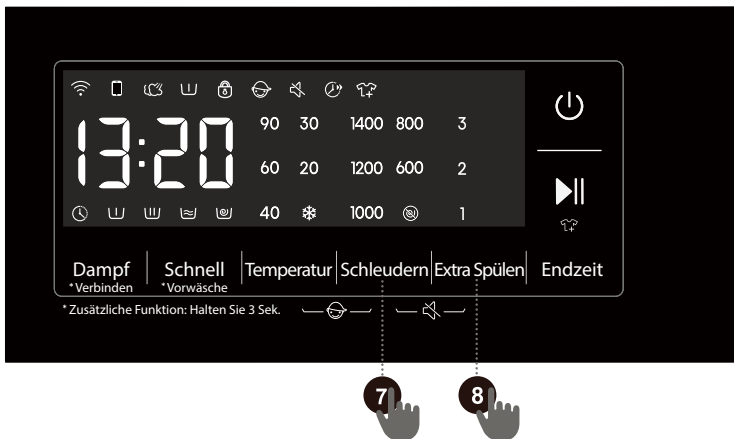 13:20
90 30 1400 800 3
60 20 1200 600 2
40 1000 1
Dampf Schnell Temperatur Schleudern Extra Spülen Endzeit
*Verbinden *Vorwäsche
*Zusätzliche Funktion: Halten Sie 3 Sek.
7 8